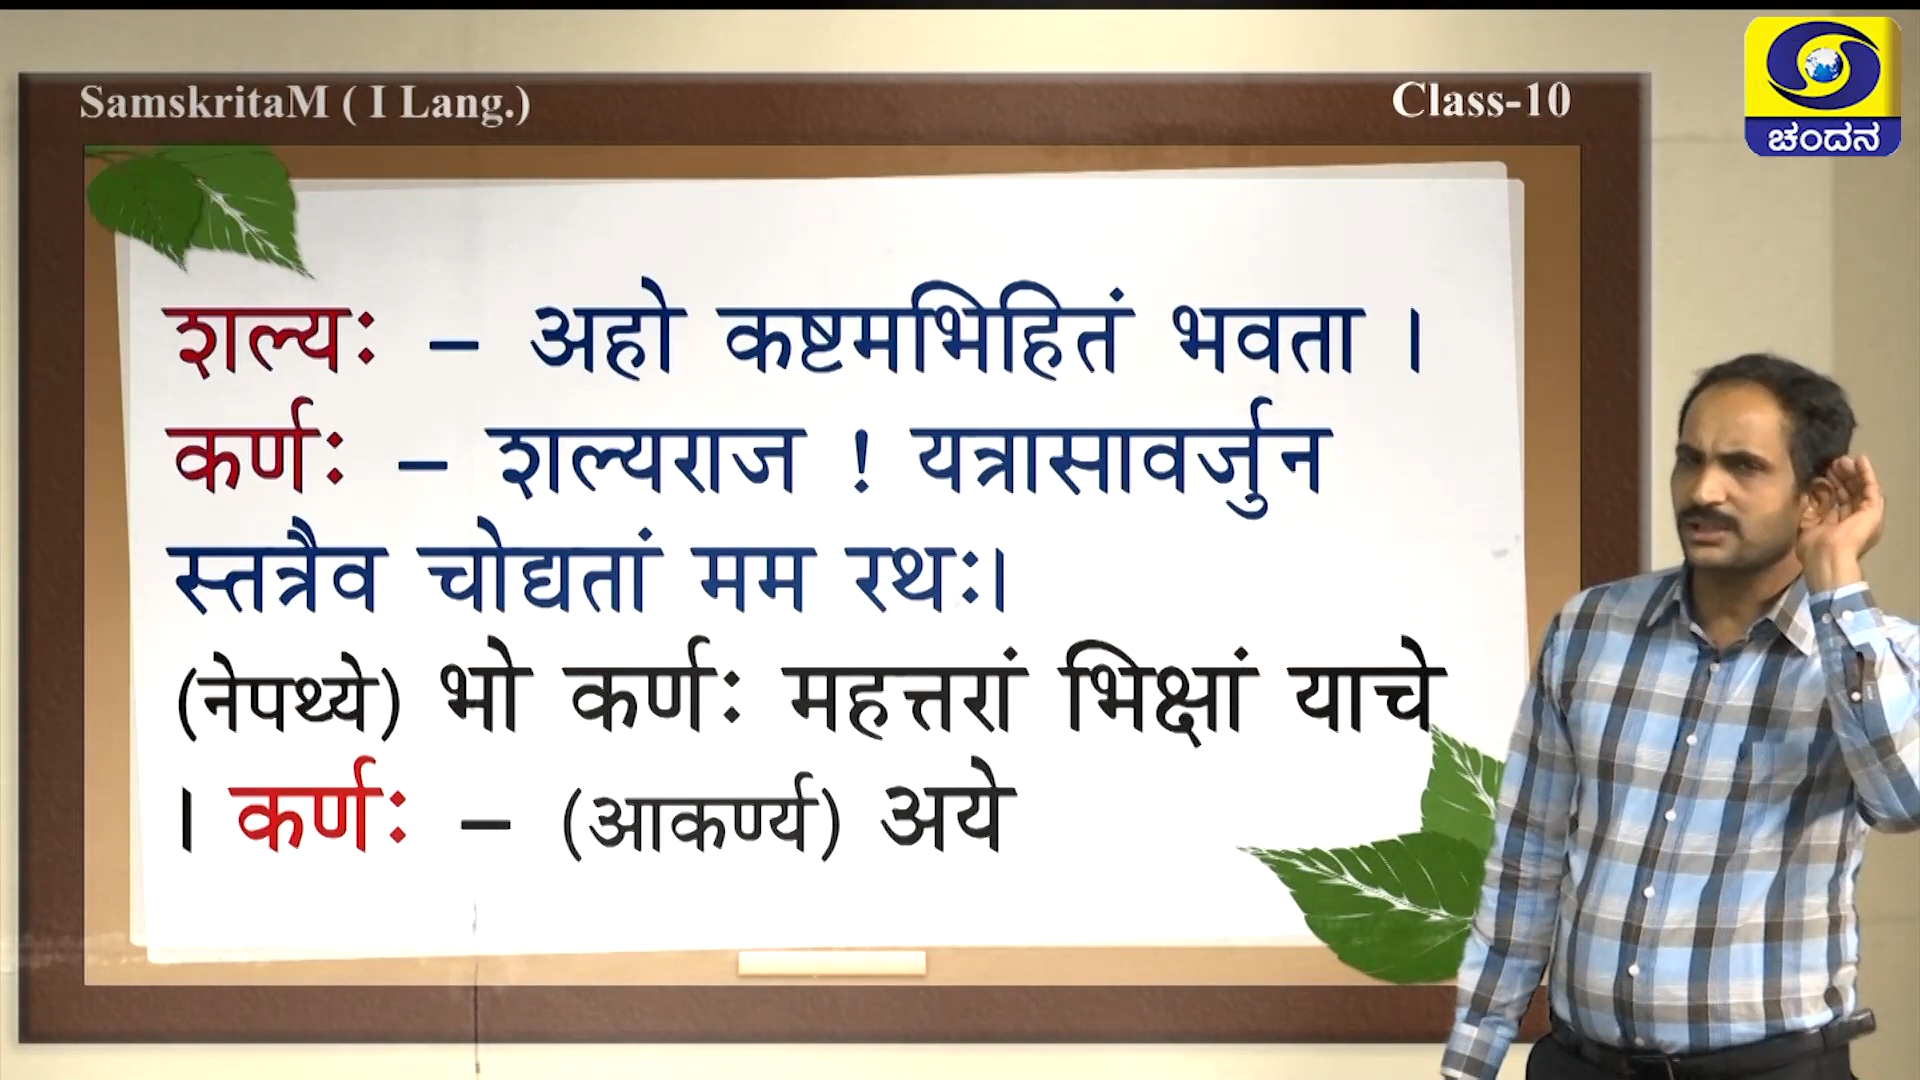 SamskritaM ( I Lang.)
Class-10
ಚಂದನ
शल्यः – अहो कष्टमभिहितं भवता ।
कर्णः – शल्यराज ! यत्रासावर्जुन
स्तत्रैव चोद्यतां मम रथः।
(नेपथ्ये) भो कर्णः महत्तरां भिक्षां याचे
। कर्णः – (आकर्ण्य) अये